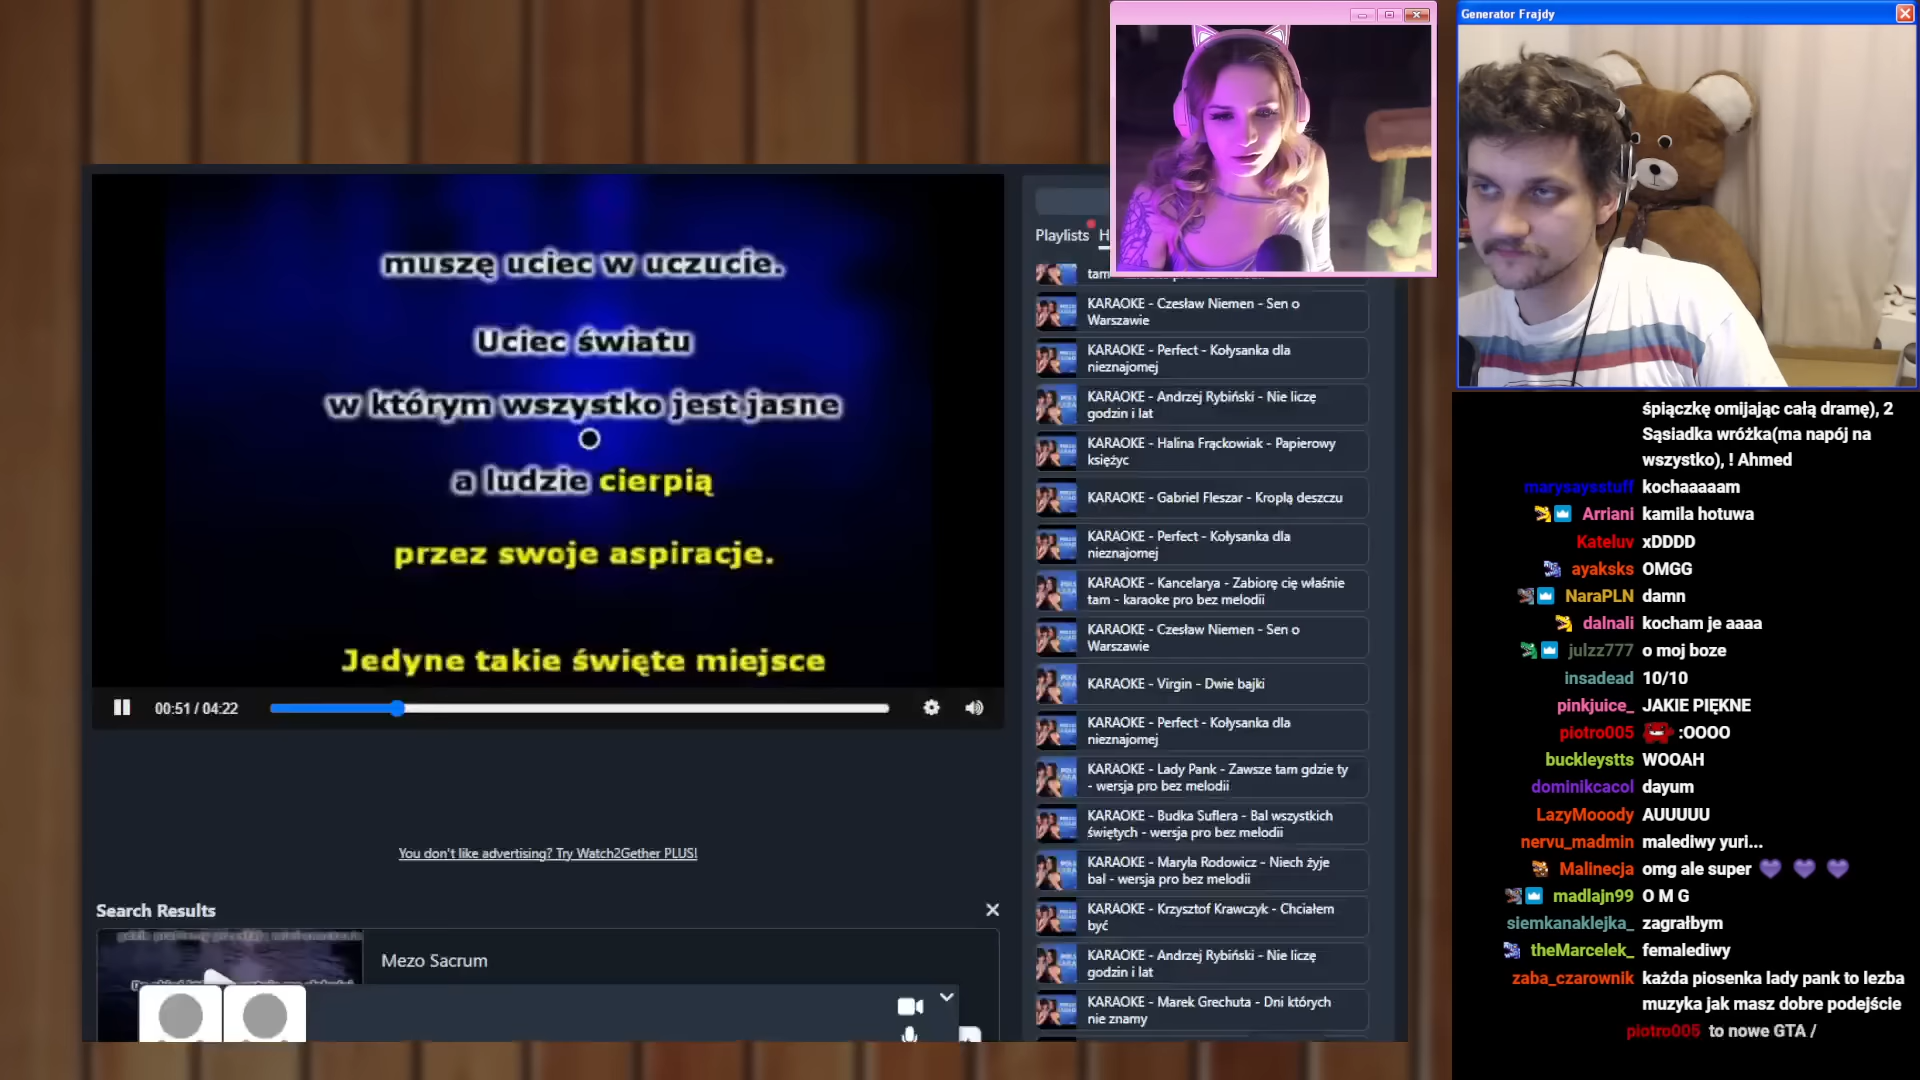 Generator Frajdy
muszę uciec w uczucie.
Uciec światu
w którym wszystko jest jasne
a ludzie cierpią
przez swoje aspiracje.
Jedyne takie święte miejsce
00:51 / 04:22
You don't like advertising? Try Watch2Gether PLUS!
Search Results
Mezo Sacrum
Playlists H
tam
KARAOKE - Czesław Niemen - Sen o
Warszawie
KARAOKE - Perfect - Kołysanka dla
nieznajomej
KARAOKE - Andrzej Rybiński - Nie liczę
godzin i lat
KARAOKE - Halina Frąckowiak - Papierowy
księżyc
KARAOKE - Gabriel Fleszar - Kroplą deszczu
KARAOKE - Perfect - Kołysanka dla
nieznajomej
KARAOKE - Kancelarya - Zabiorę cię właśnie
tam - karaoke pro bez melodii
KARAOKE - Czesław Niemen - Sen o
Warszawie
KARAOKE - Virgin - Dwie bajki
KARAOKE - Perfect - Kołysanka dla
nieznajomej
KARAOKE - Lady Pank - Zawsze tam gdzie ty
- wersja pro bez melodii
KARAOKE - Budka Suflera - Bal wszystkich
świętych - wersja pro bez melodii
KARAOKE - Maryla Rodowicz - Niech żyje
bal - wersja pro bez melodii
KARAOKE - Krzysztof Krawczyk - Chciałem
być
KARAOKE - Andrzej Rybiński - Nie liczę
godzin i lat
KARAOKE - Marek Grechuta - Dni których
nie znamy
śpiączkę omijając całą dramę), 2
Sąsiadka wróżka(ma napój na
wszystko), ! Ahmed
marysaysstuff kochaaaaam
Arriani kamila hotuwa
Kateluv xDDDD
ayaksks OMGG
NaraPLN damn
dalnali kocham je aaaa
julzz777 o moj boze
insadead 10/10
pinkjuice_ JAKIE PIĘKNE
piotro005 :OOOO
buckleystts WOOAH
dominikcacol dayum
LazyMooody AUUUUU
nervu_madmin malediwy yuri...
Malinecja omg ale super
madlajn99 O M G
siemkanaklejka_ zagrałbym
theMarcelek_ femalediwy
zaba_czarownik każda piosenka lady pank to lezba
muzyka jak masz dobre podejście
piotro005 to nowe GTA /